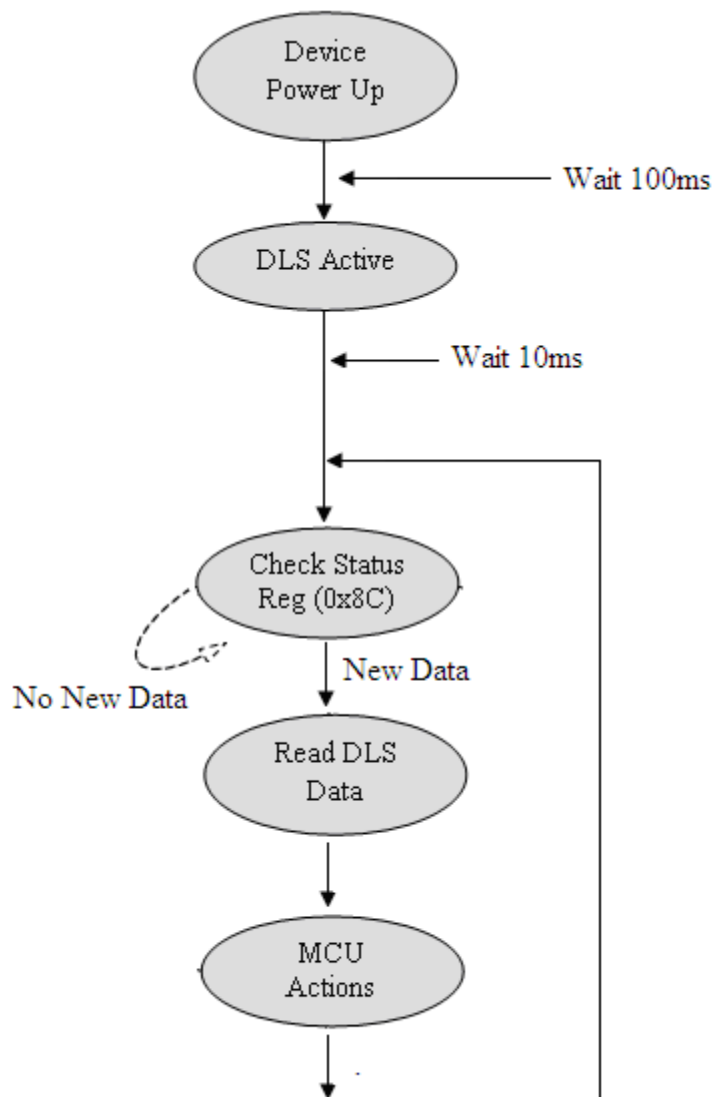 Device
Power Up
Wait 100ms
DLS Active
Wait 10ms
Check Status
Reg (0x8C)
New Data
No New Data
Read DLS
Data
MCU
Actions